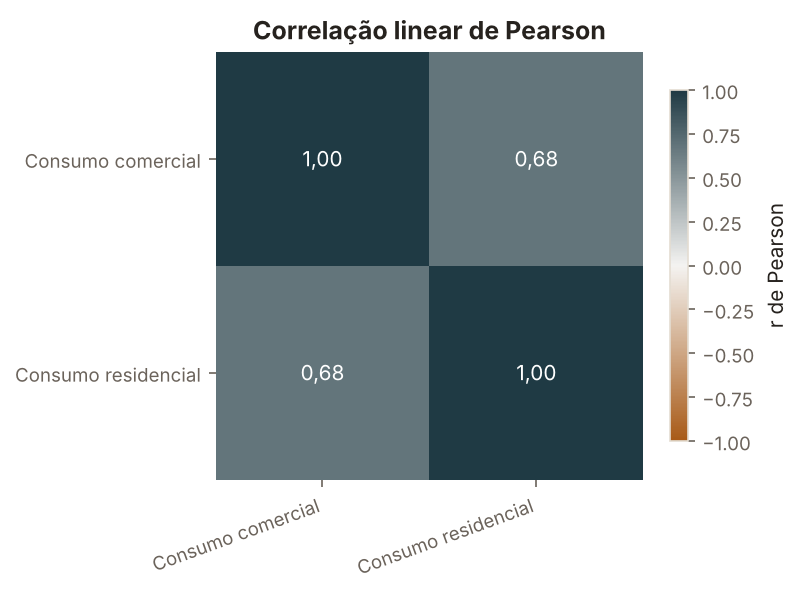 Correlação linear de Pearson
Consumo comercial
1,00
0,68
Consumo residencial
0,68
1,00
Consumo comercial
Consumo residencial
1.00
0.75
0.50
0.25
0.00
−0.25
−0.50
−0.75
−1.00
r de Pearson